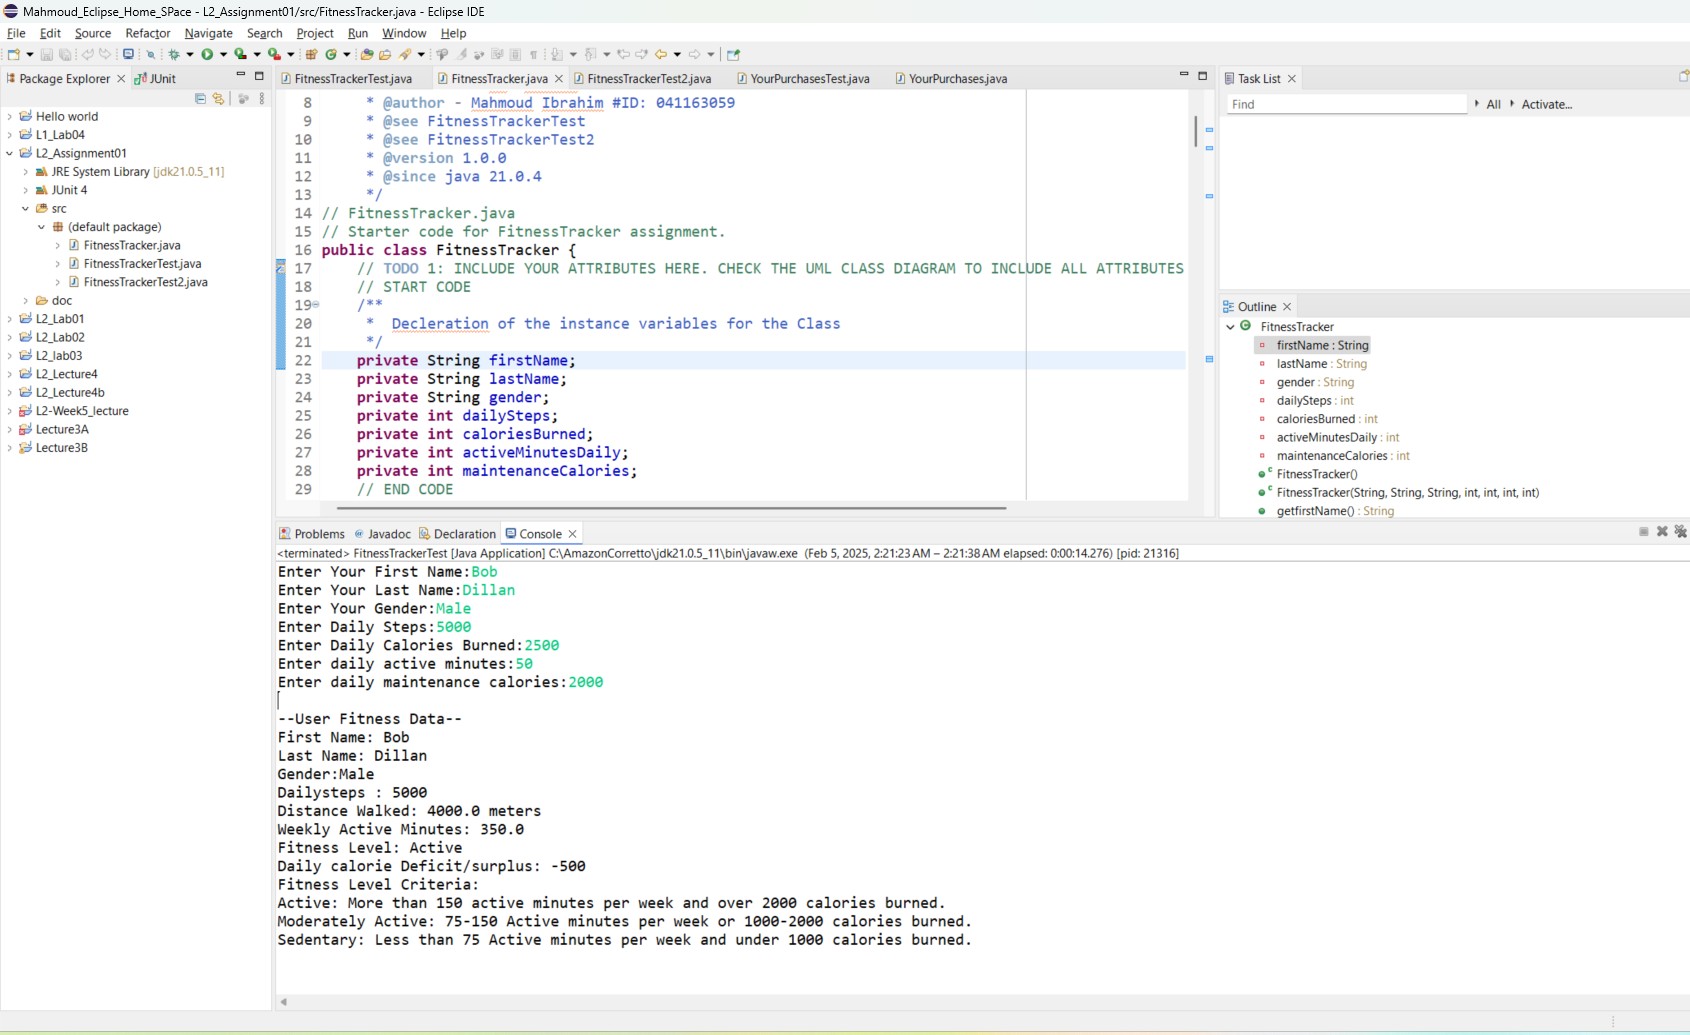 Mahmoud_Eclipse_Home_SPace - L2_Assignment01/src/FitnessTracker.java - Eclipse IDE
File Edit Source Refactor Navigate Search Project Run Window Help
Package Explorer JUnit
Hello world
L1_Lab04
L2_Assignment01
JRE System Library [jdk21.0.5_11]
JUnit 4
src
(default package)
FitnessTracker.java
FitnessTrackerTest.java
FitnessTrackerTest2.java
doc
L2_Lab01
L2_Lab02
L2_lab03
L2_Lecture4
L2_Lecture4b
L2-Week5_lecture
Lecture3A
Lecture3B
FitnessTrackerTest.java FitnessTracker.java FitnessTrackerTest2.java YourPurchasesTest.java YourPurchases.java
8 * @author - Mahmoud Ibrahim #ID: 041163059
9 * @see FitnessTrackerTest
10 * @see FitnessTrackerTest2
11 * @version 1.0.0
12 * @since java 21.0.4
13 */
14 // FitnessTracker.java
15 // Starter code for FitnessTracker assignment.
16 public class FitnessTracker {
17 // TODO 1: INCLUDE YOUR ATTRIBUTES HERE. CHECK THE UML CLASS DIAGRAM TO INCLUDE ALL ATTRIBUTES
18 // START CODE
19 /**
20 * Decleration of the instance variables for the Class
21 */
22 private String firstName;
23 private String lastName;
24 private String gender;
25 private int dailySteps;
26 private int caloriesBurned;
27 private int activeMinutesDaily;
28 private int maintenanceCalories;
29 // END CODE
Task List
Find All Activate...
Outline
FitnessTracker
firstName : String
lastName : String
gender : String
dailySteps : int
caloriesBurned : int
activeMinutesDaily : int
maintenanceCalories : int
FitnessTracker()
FitnessTracker(String, String, String, int, int, int, int)
getfirstName() : String
Problems Javadoc Declaration Console
<terminated> FitnessTrackerTest [Java Application] C:\AmazonCorretto\jdk21.0.5_11\bin\javaw.exe (Feb 5, 2025, 2:21:23 AM – 2:21:38 AM elapsed: 0:00:14.276) [pid: 21316]
Enter Your First Name:Bob
Enter Your Last Name:Dillan
Enter Your Gender:Male
Enter Daily Steps:5000
Enter Daily Calories Burned:2500
Enter daily active minutes:50
Enter daily maintenance calories:2000
--User Fitness Data--
First Name: Bob
Last Name: Dillan
Gender:Male
Dailysteps : 5000
Distance Walked: 4000.0 meters
Weekly Active Minutes: 350.0
Fitness Level: Active
Daily calorie Deficit/surplus: -500
Fitness Level Criteria:
Active: More than 150 active minutes per week and over 2000 calories burned.
Moderately Active: 75-150 Active minutes per week or 1000-2000 calories burned.
Sedentary: Less than 75 Active minutes per week and under 1000 calories burned.